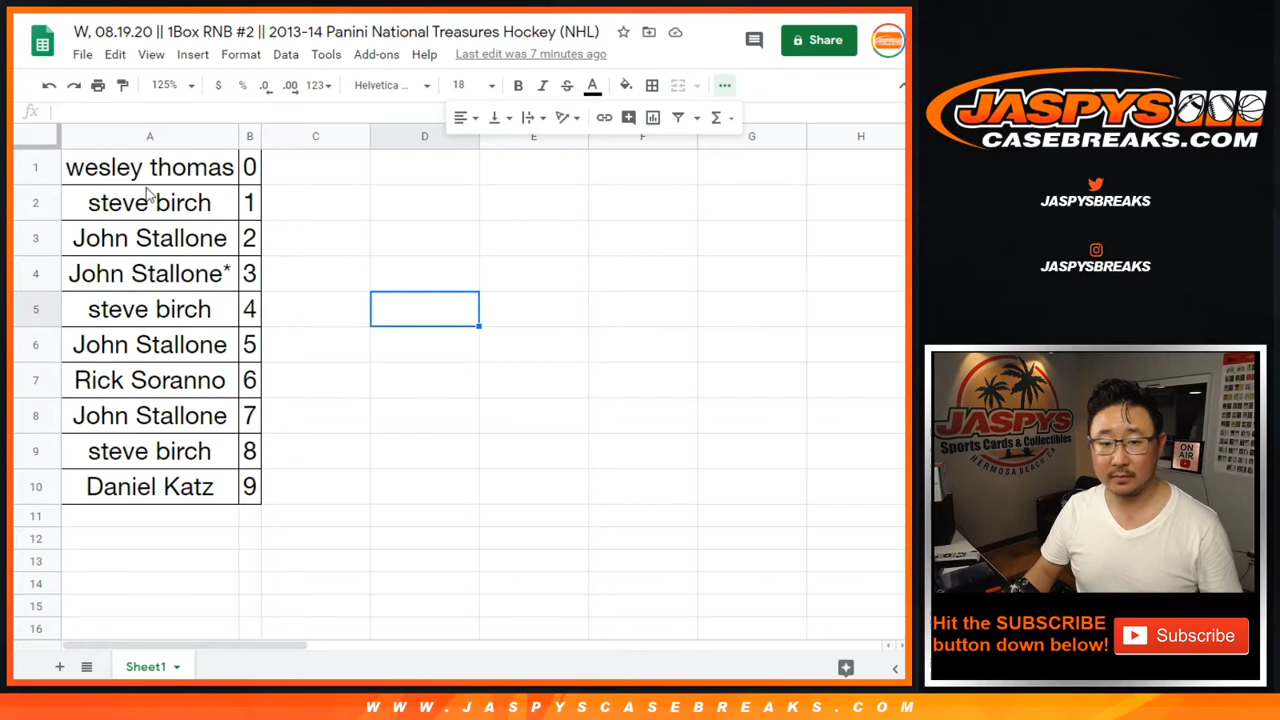 W, 08.19.20 || 1Box RNB #2 || 2013-14 Panini National Treasures Hockey (NHL)
File Edit View Insert Format Data Tools Add-ons Help Last edit was 7 minutes ago
Share
125% $ % .0 .00 123 Helvetica ... 18 B I S A
fx
A B C D E F G H
1 wesley thomas 0
2 steve birch 1
3 John Stallone 2
4 John Stallone* 3
5 steve birch 4
6 John Stallone 5
7 Rick Soranno 6
8 John Stallone 7
9 steve birch 8
10 Daniel Katz 9
11
12
13
14
15
16
Sheet1
JASPYS
CASEBREAKS.COM
JASPYSBREAKS
JASPYSBREAKS
JASPYS
Sports Cards & Collectibles
HERMOSA BEACH, CA
ON AIR
Hit the SUBSCRIBE
button down below!
Subscribe
WWW.JASPYSCASEBREAKS.COM